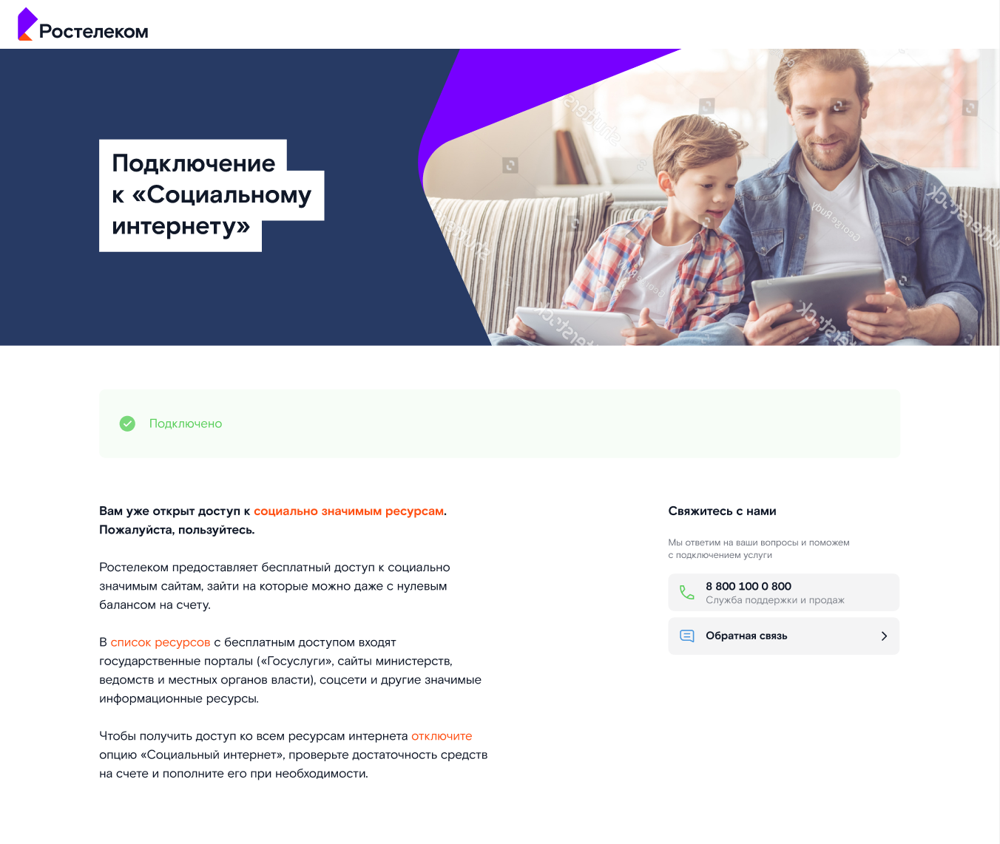 Ростелеком
Подключение
к «Социальному
интернету»
Подключено
Вам уже открыт доступ к социально значимым ресурсам.
Пожалуйста, пользуйтесь.
Ростелеком предоставляет бесплатный доступ к социально
значимым сайтам, зайти на которые можно даже с нулевым
балансом на счету.
В список ресурсов с бесплатным доступом входят
государственные порталы («Госуслуги», сайты министерств,
ведомств и местных органов власти), соцсети и другие значимые
информационные ресурсы.
Чтобы получить доступ ко всем ресурсам интернета отключите
опцию «Социальный интернет», проверьте достаточность средств
на счете и пополните его при необходимости.
Свяжитесь с нами
Мы ответим на ваши вопросы и поможем
с подключением услуги
8 800 100 0 800
Служба поддержки и продаж
Обратная связь